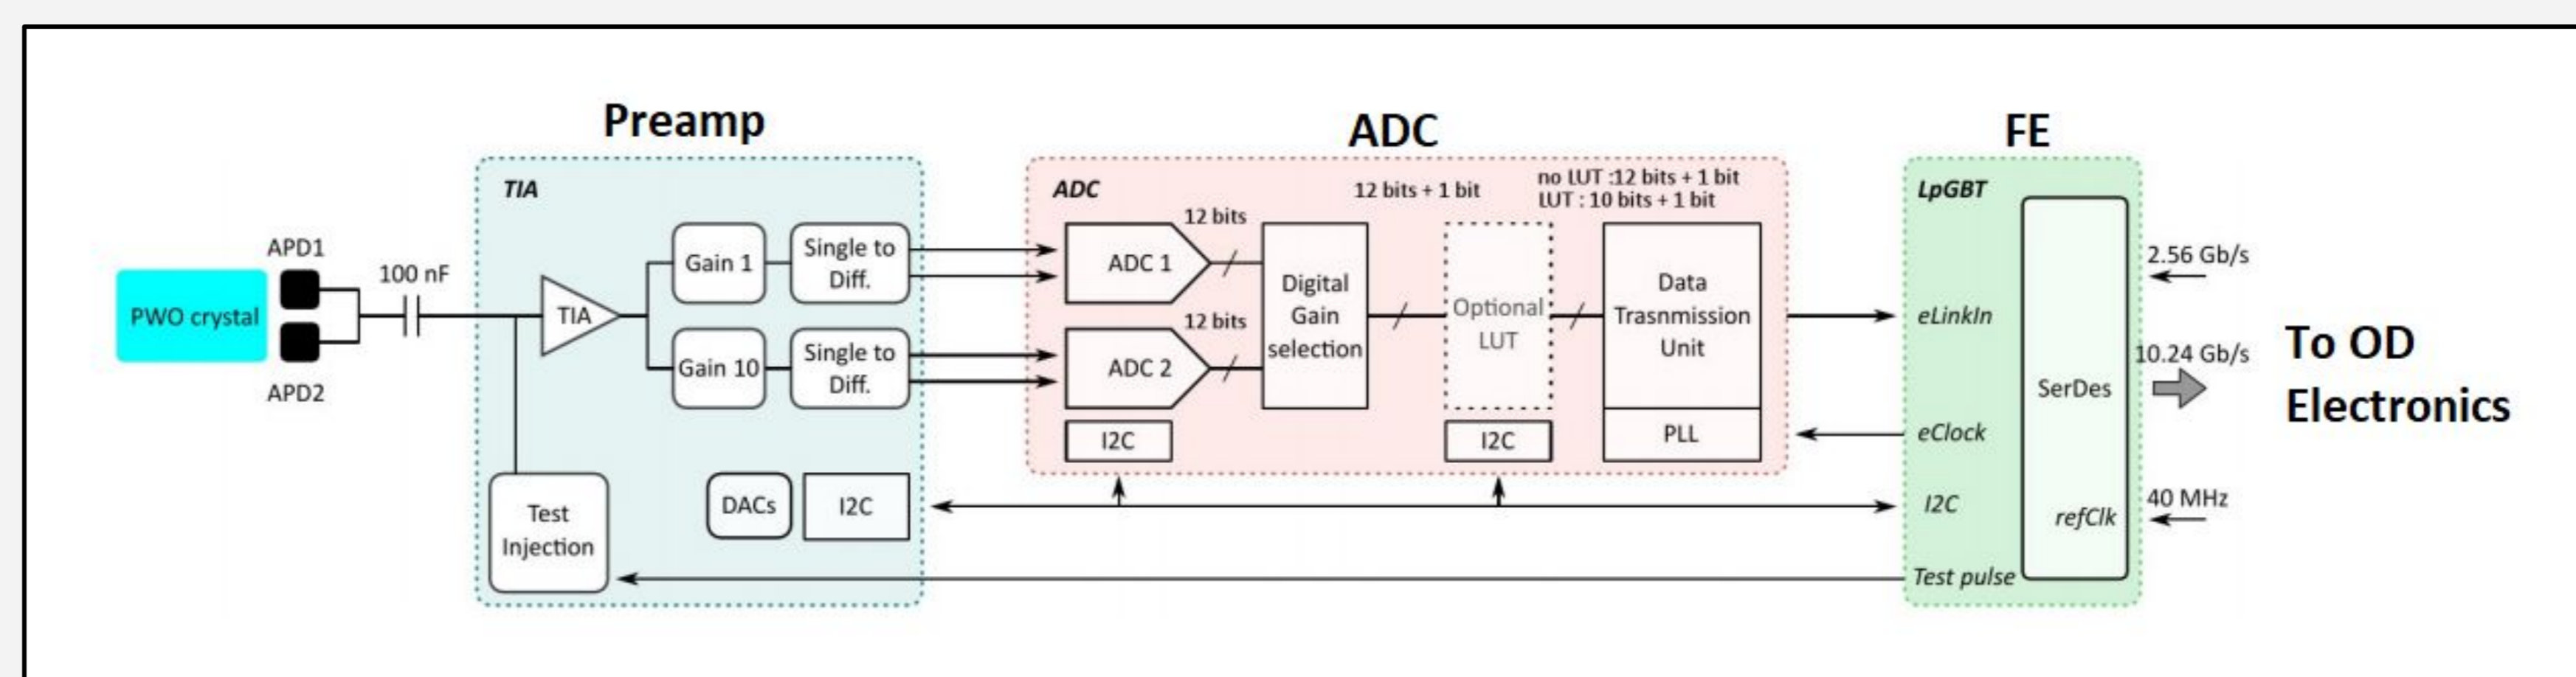 Preamp
ADC
FE
TIA
ADC
12 bits + 1 bit
no LUT :12 bits + 1 bit
LUT : 10 bits + 1 bit
LpGBT
12 bits
APD1
100 nF
PWO crystal
APD2
TIA
Gain 1
Single to
Diff.
Gain 10
Single to
Diff.
ADC 1
12 bits
ADC 2
Digital
Gain
selection
Optional
LUT
Data
Trasnmission
Unit
PLL
I2C
I2C
eLinkIn
eClock
I2C
Test pulse
SerDes
refClk
2.56 Gb/s
10.24 Gb/s
40 MHz
To OD
Electronics
Test
Injection
DACs
I2C